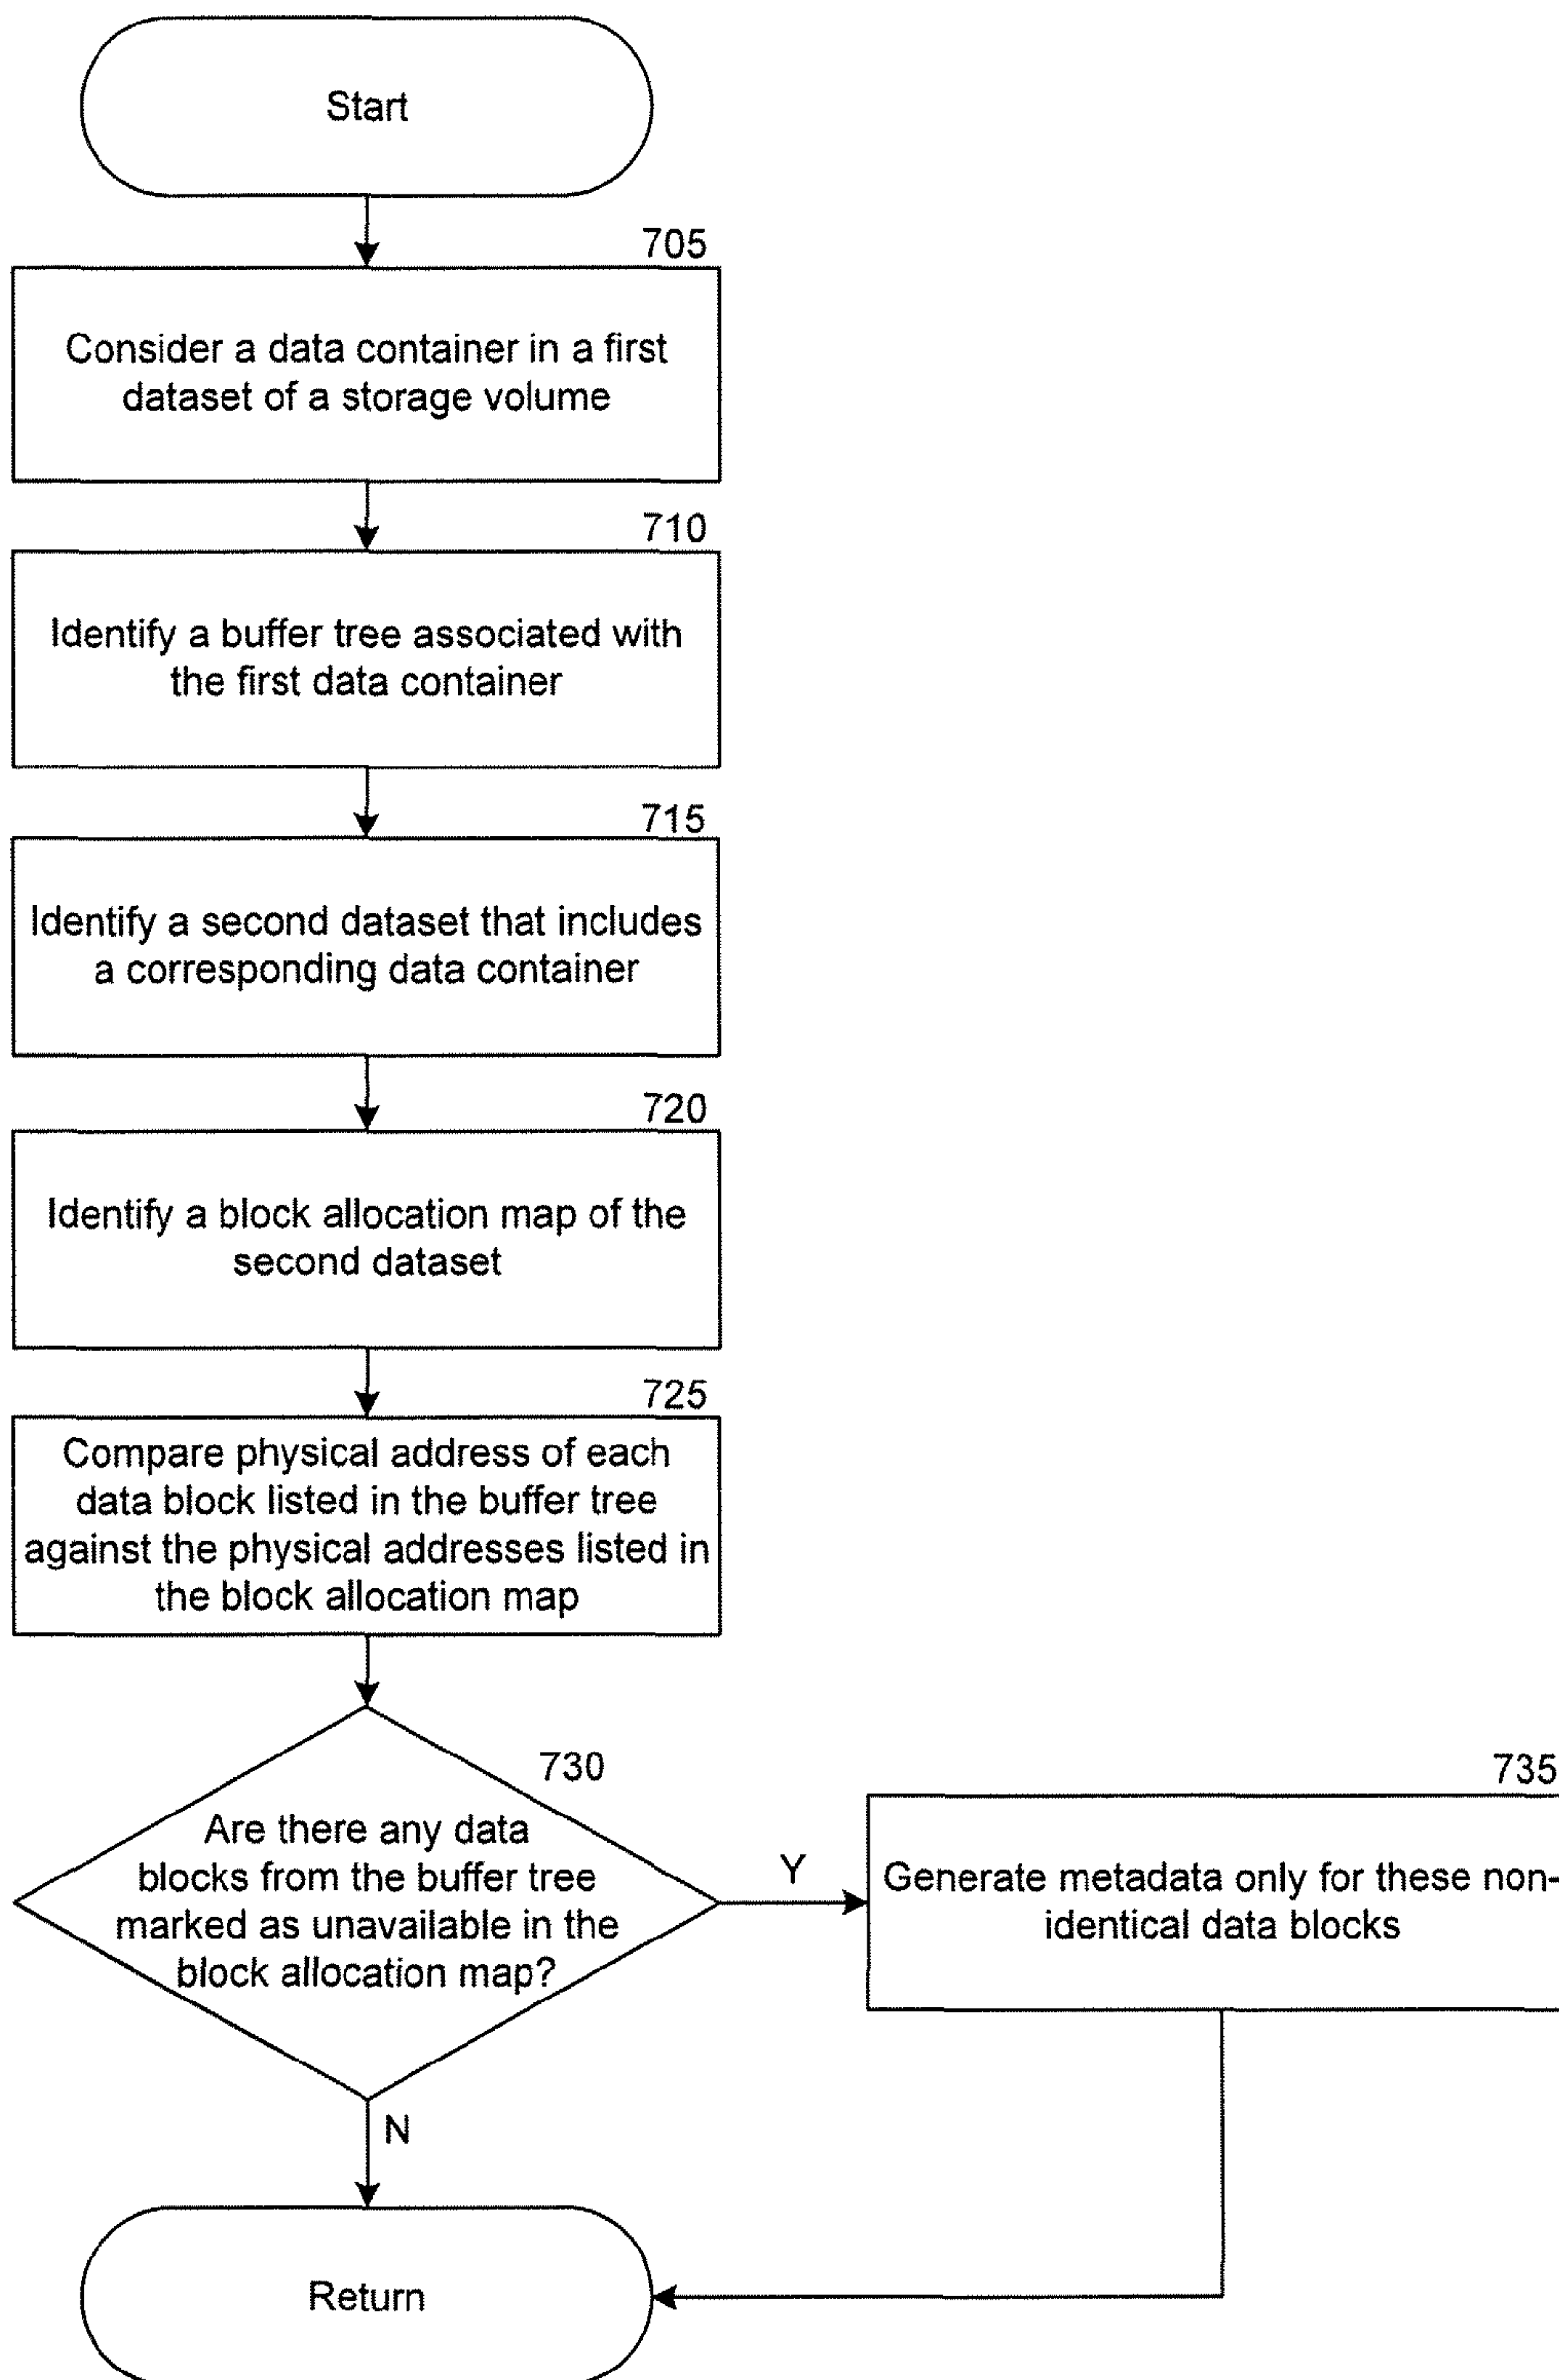 Start
705
Consider a data container in a first
dataset of a storage volume
710
Identify a buffer tree associated with
the first data container
715
Identify a second dataset that includes
a corresponding data container
720
Identify a block allocation map of the
second dataset
725
Compare physical address of each
data block listed in the buffer tree
against the physical addresses listed in
the block allocation map
730
Are there any data
blocks from the buffer tree
marked as unavailable in the
block allocation map?
Y
735
Generate metadata only for these non-
identical data blocks
N
Return